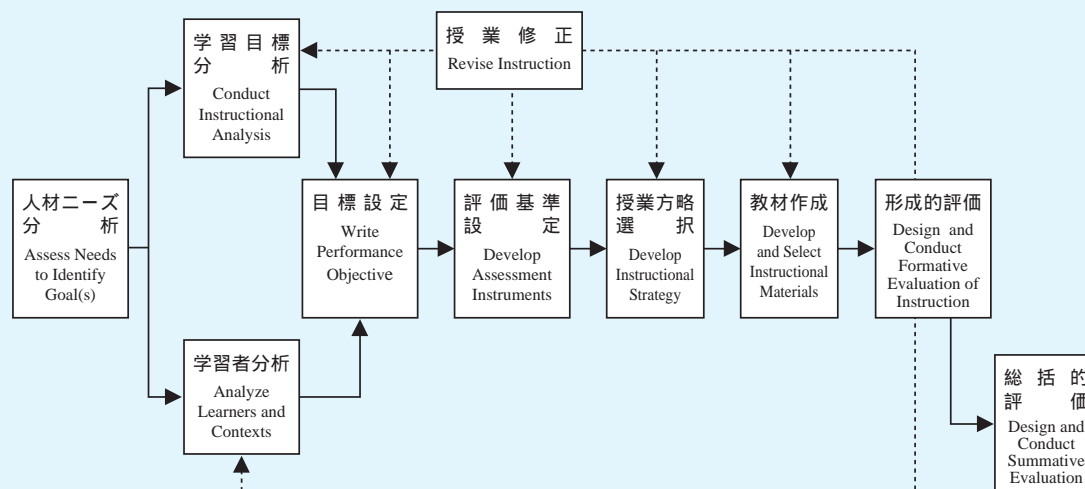 学習目標
分析
Conduct
Instructional
Analysis
授業修正
Revise Instruction
人材ニーズ
分析
Assess Needs
to Identify
Goal(s)
目標設定
Write
Performance
Objective
評価基準
設定
Develop
Assessment
Instruments
授業方略
選択
Develop
Instructional
Strategy
教材作成
Develop
and Select
Instructional
Materials
形成的評価
Design and
Conduct
Formative
Evaluation of
Instruction
学習者分析
Analyze
Learners and
Contexts
総括的
評価
Design and
Conduct
Summative
Evaluation